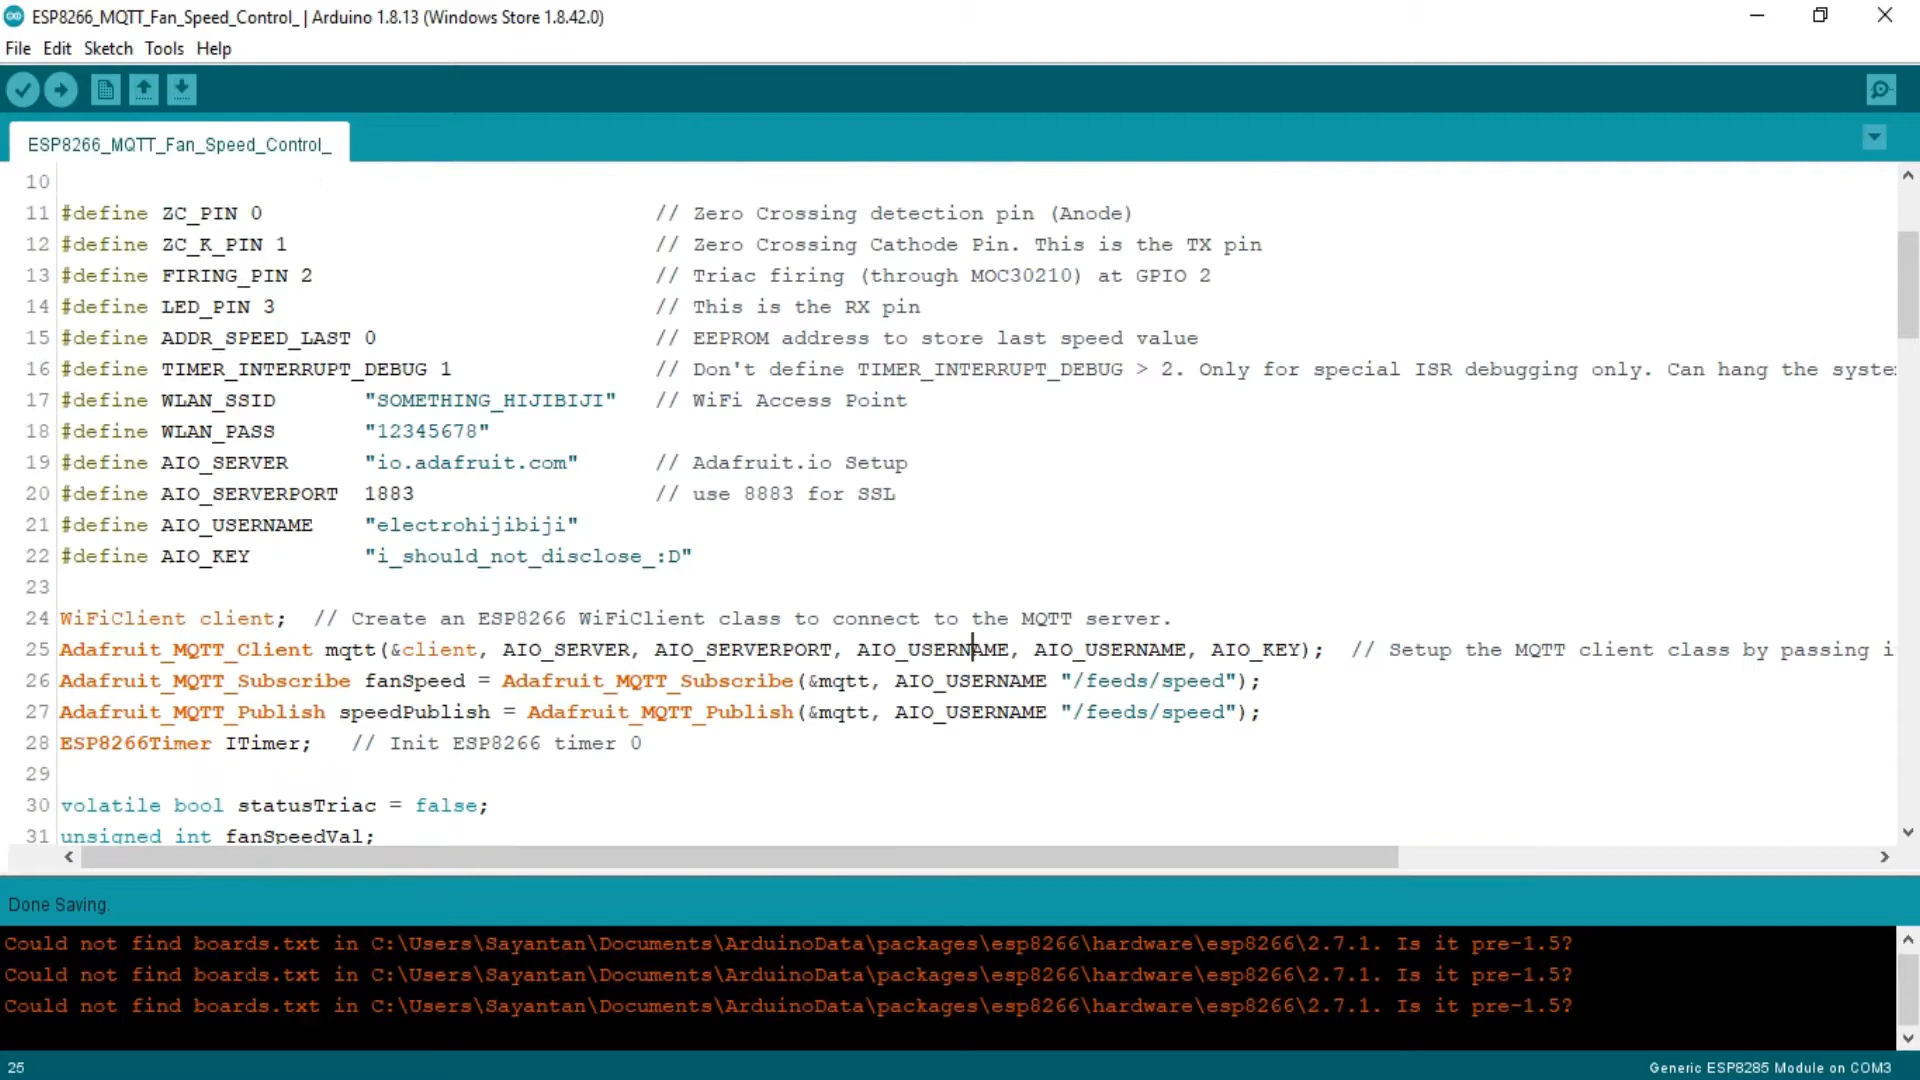 ESP8266_MQTT_Fan_Speed_Control_ | Arduino 1.8.13 (Windows Store 1.8.42.0)
File Edit Sketch Tools Help
ESP8266_MQTT_Fan_Speed_Control_
10
11 #define ZC_PIN 0 // Zero Crossing detection pin (Anode)
12 #define ZC_K_PIN 1 // Zero Crossing Cathode Pin. This is the TX pin
13 #define FIRING_PIN 2 // Triac firing (through MOC30210) at GPIO 2
14 #define LED_PIN 3 // This is the RX pin
15 #define ADDR_SPEED_LAST 0 // EEPROM address to store last speed value
16 #define TIMER_INTERRUPT_DEBUG 1 // Don't define TIMER_INTERRUPT_DEBUG > 2. Only for special ISR debugging only. Can hang the syste
17 #define WLAN_SSID "SOMETHING_HIJIBIJI" // WiFi Access Point
18 #define WLAN_PASS "12345678"
19 #define AIO_SERVER "io.adafruit.com" // Adafruit.io Setup
20 #define AIO_SERVERPORT 1883 // use 8883 for SSL
21 #define AIO_USERNAME "electrohijibiji"
22 #define AIO_KEY "i_should_not_disclose_:D"
23
24 WiFiClient client; // Create an ESP8266 WiFiClient class to connect to the MQTT server.
25 Adafruit_MQTT_Client mqtt(&client, AIO_SERVER, AIO_SERVERPORT, AIO_USERNAME, AIO_USERNAME, AIO_KEY); // Setup the MQTT client class by passing i
26 Adafruit_MQTT_Subscribe fanSpeed = Adafruit_MQTT_Subscribe(&mqtt, AIO_USERNAME "/feeds/speed");
27 Adafruit_MQTT_Publish speedPublish = Adafruit_MQTT_Publish(&mqtt, AIO_USERNAME "/feeds/speed");
28 ESP8266Timer ITimer; // Init ESP8266 timer 0
29
30 volatile bool statusTriac = false;
31 unsigned int fanSpeedVal;
Done Saving.
Could not find boards.txt in C:\Users\Sayantan\Documents\ArduinoData\packages\esp8266\hardware\esp8266\2.7.1. Is it pre-1.5?
Could not find boards.txt in C:\Users\Sayantan\Documents\ArduinoData\packages\esp8266\hardware\esp8266\2.7.1. Is it pre-1.5?
Could not find boards.txt in C:\Users\Sayantan\Documents\ArduinoData\packages\esp8266\hardware\esp8266\2.7.1. Is it pre-1.5?
25 Generic ESP8285 Module on COM3